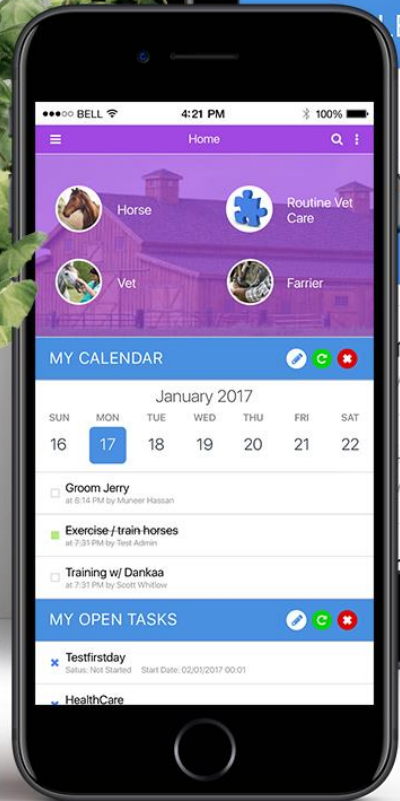 LE
●●●○○ BELL 4:21 PM 100%
Home
Horse
Routine Vet
Care
Vet
Farrier
MY CALENDAR
January 2017
SUN MON TUE WED THU FRI SAT
16 17 18 19 20 21 22
Groom Jerry
at 6:14 PM by Muneer Hassan
Exercise / train horses
at 7:31 PM by Test Admin
Training w/ Dankaa
at 7:31 PM by Scott Whitlow
MY OPEN TASKS
Testfirstday
Satus: Not Started Start Date: 02/01/2017 00:01
HealthCare